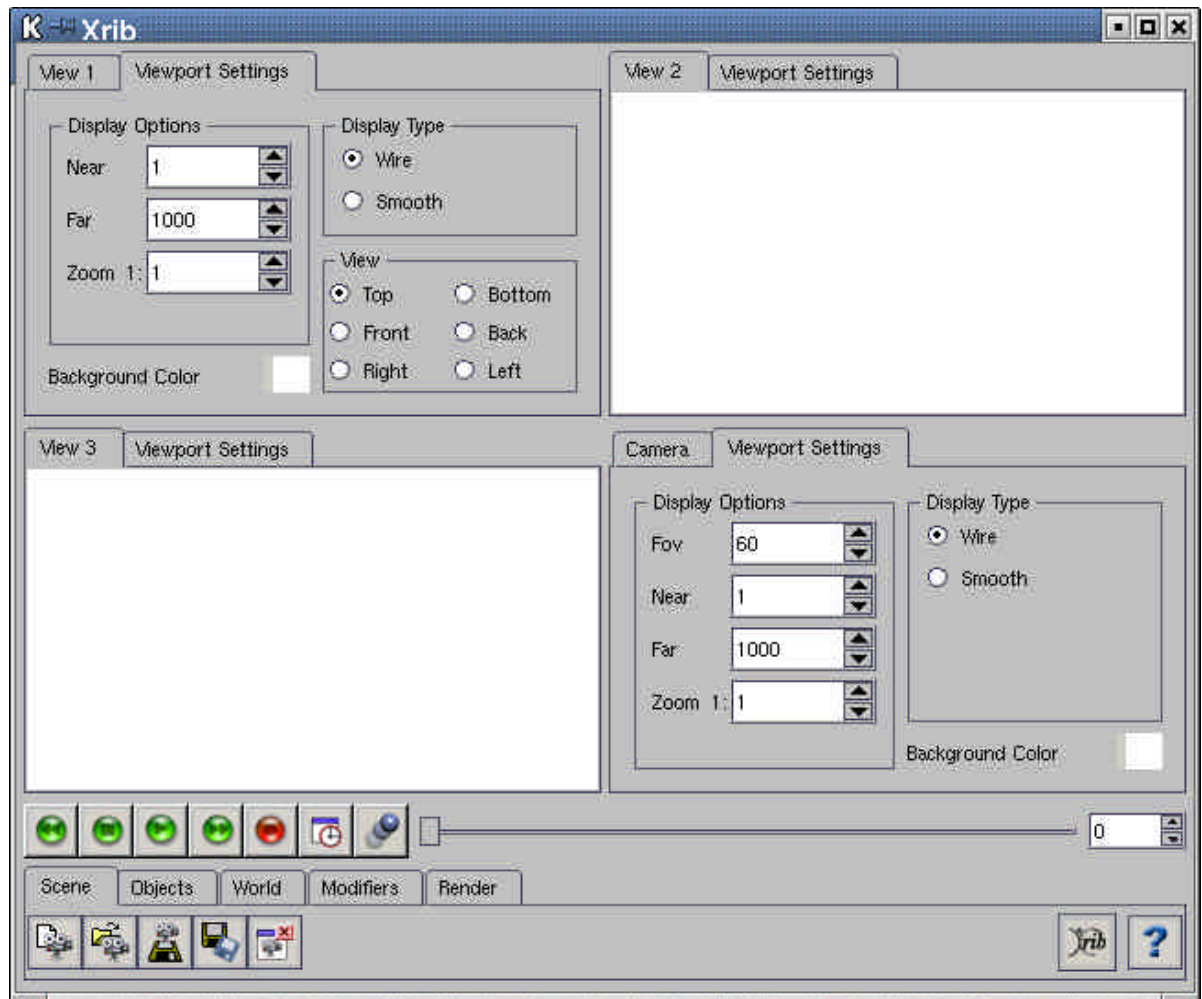 Xrib
View 1
Viewport Settings
Display Options
Near
1
Far
1000
Zoom 1:
1
Background Color
Display Type
Wire
Smooth
View
Top
Bottom
Front
Back
Right
Left
View 2
Viewport Settings
View 3
Viewport Settings
Camera
Viewport Settings
Display Options
Fov
60
Near
1
Far
1000
Zoom 1:
1
Display Type
Wire
Smooth
Background Color
0
Scene
Objects
World
Modifiers
Render
Xrib
?